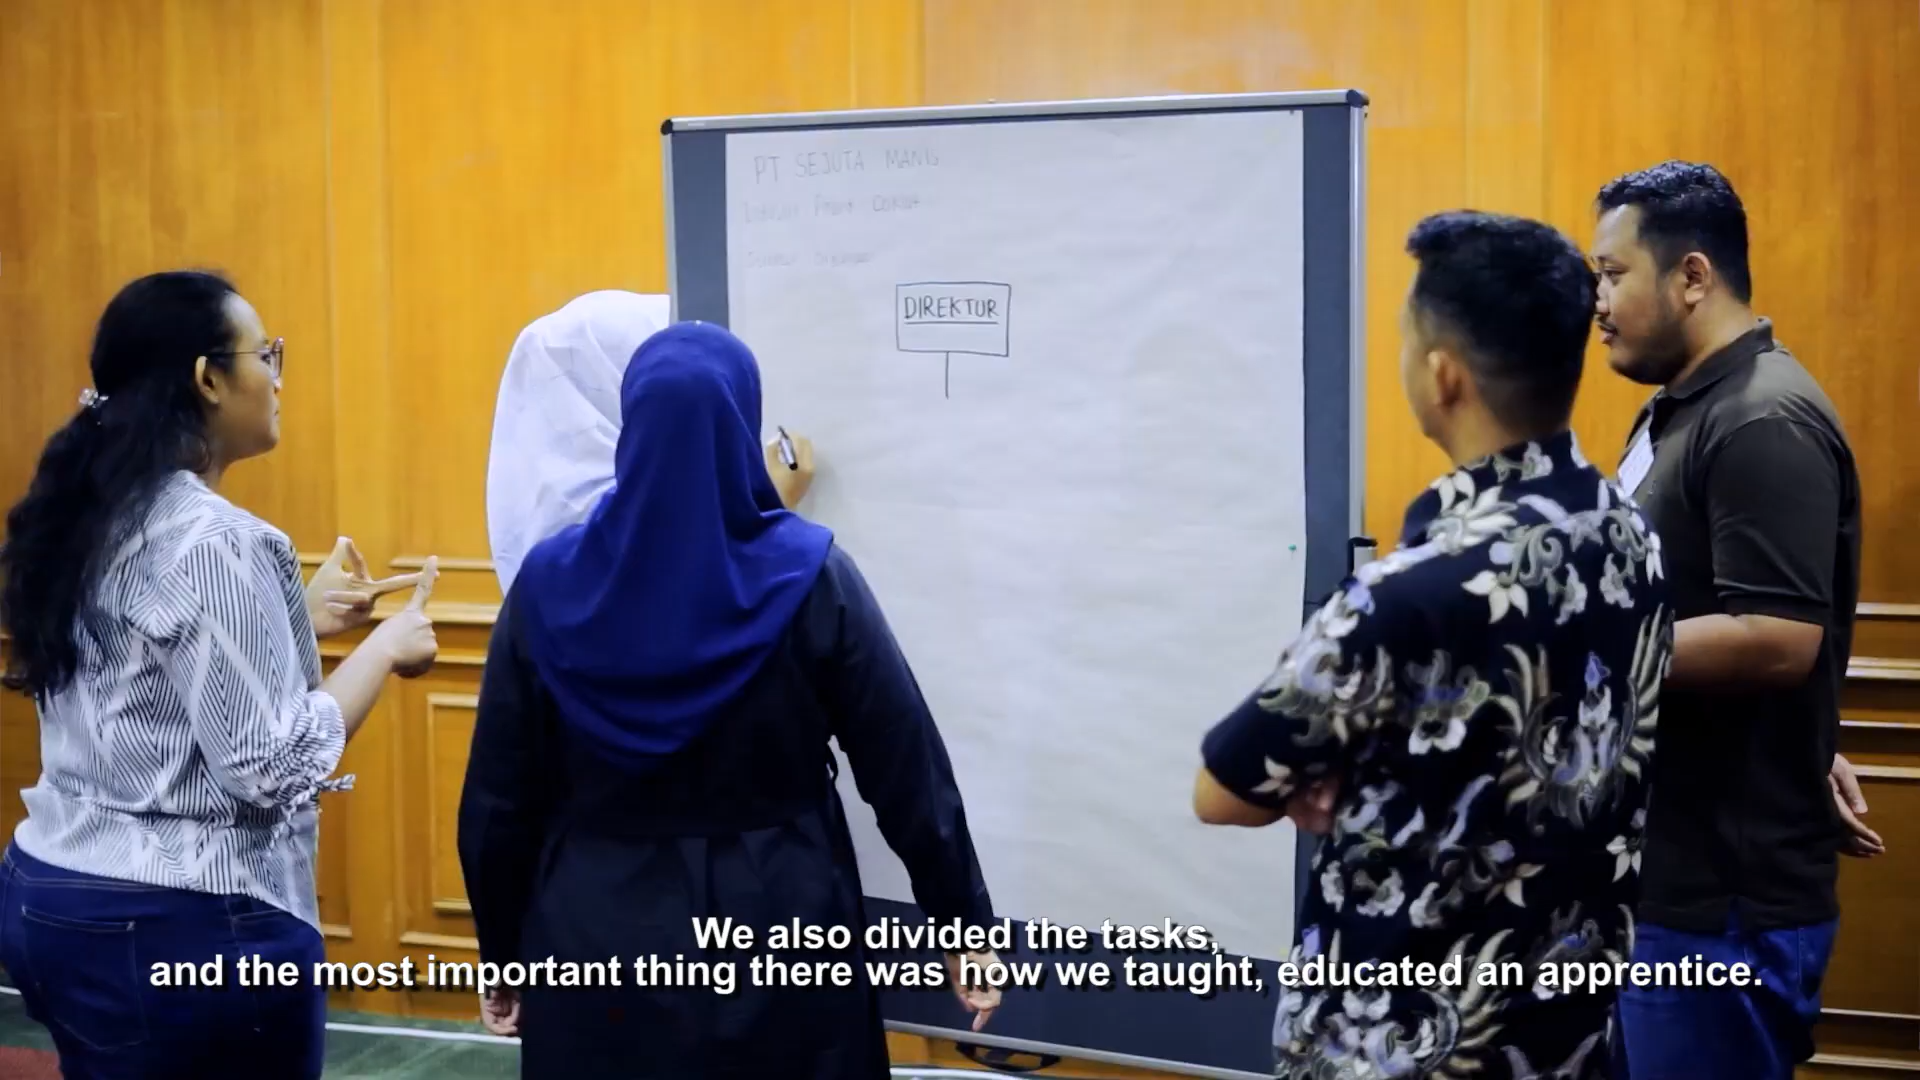 PT SEJUTA MANIS
DIREKTUR
We also divided the tasks,
and the most important thing there was how we taught, educated an apprentice.